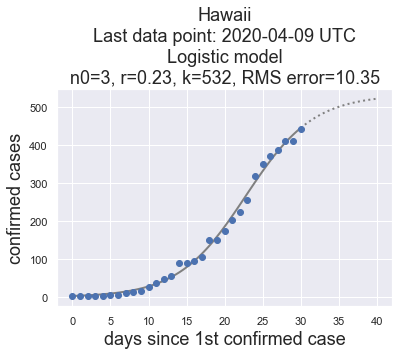 Hawaii
Last data point: 2020-04-09 UTC
Logistic model
n0=3, r=0.23, k=532, RMS error=10.35
500
400
300
200
100
0
confirmed cases
0 5 10 15 20 25 30 35 40
days since 1st confirmed case